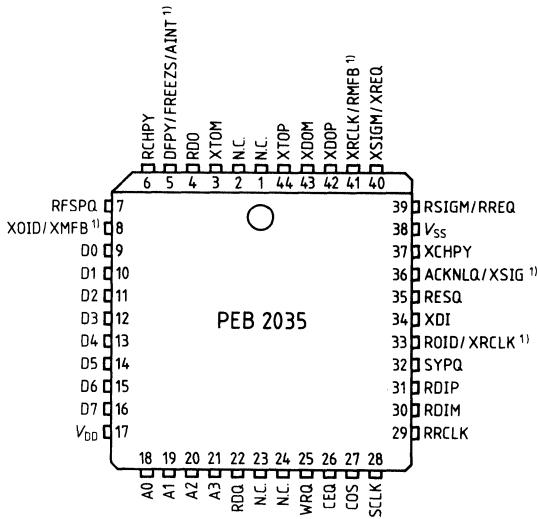 RCHPY
DFPY/FREEZS/AINT 1)
RDO
XTOM
N.C.
N.C.
XTOP
XDOM
XDOP
XRCLK/RMFB 1)
XSIGM/XREQ
6 5 4 3 2 1 44 43 42 41 40
RFSPQ 7
XOID/XMFB 1) 8
D0 9
D1 10
D2 11
D3 12
D4 13
D5 14
D6 15
D7 16
VDD 17
PEB 2035
39 RSIGM/RREQ
38 VSS
37 XCHPY
36 ACKNLQ/XSIG 1)
35 RESQ
34 XDI
33 ROID/XRCLK 1)
32 SYPQ
31 RDIP
30 RDIM
29 RRCLK
18 19 20 21 22 23 24 25 26 27 28
A0
A1
A2
A3
RDQ
N.C.
N.C.
WRQ
CEQ
COS
SCLK